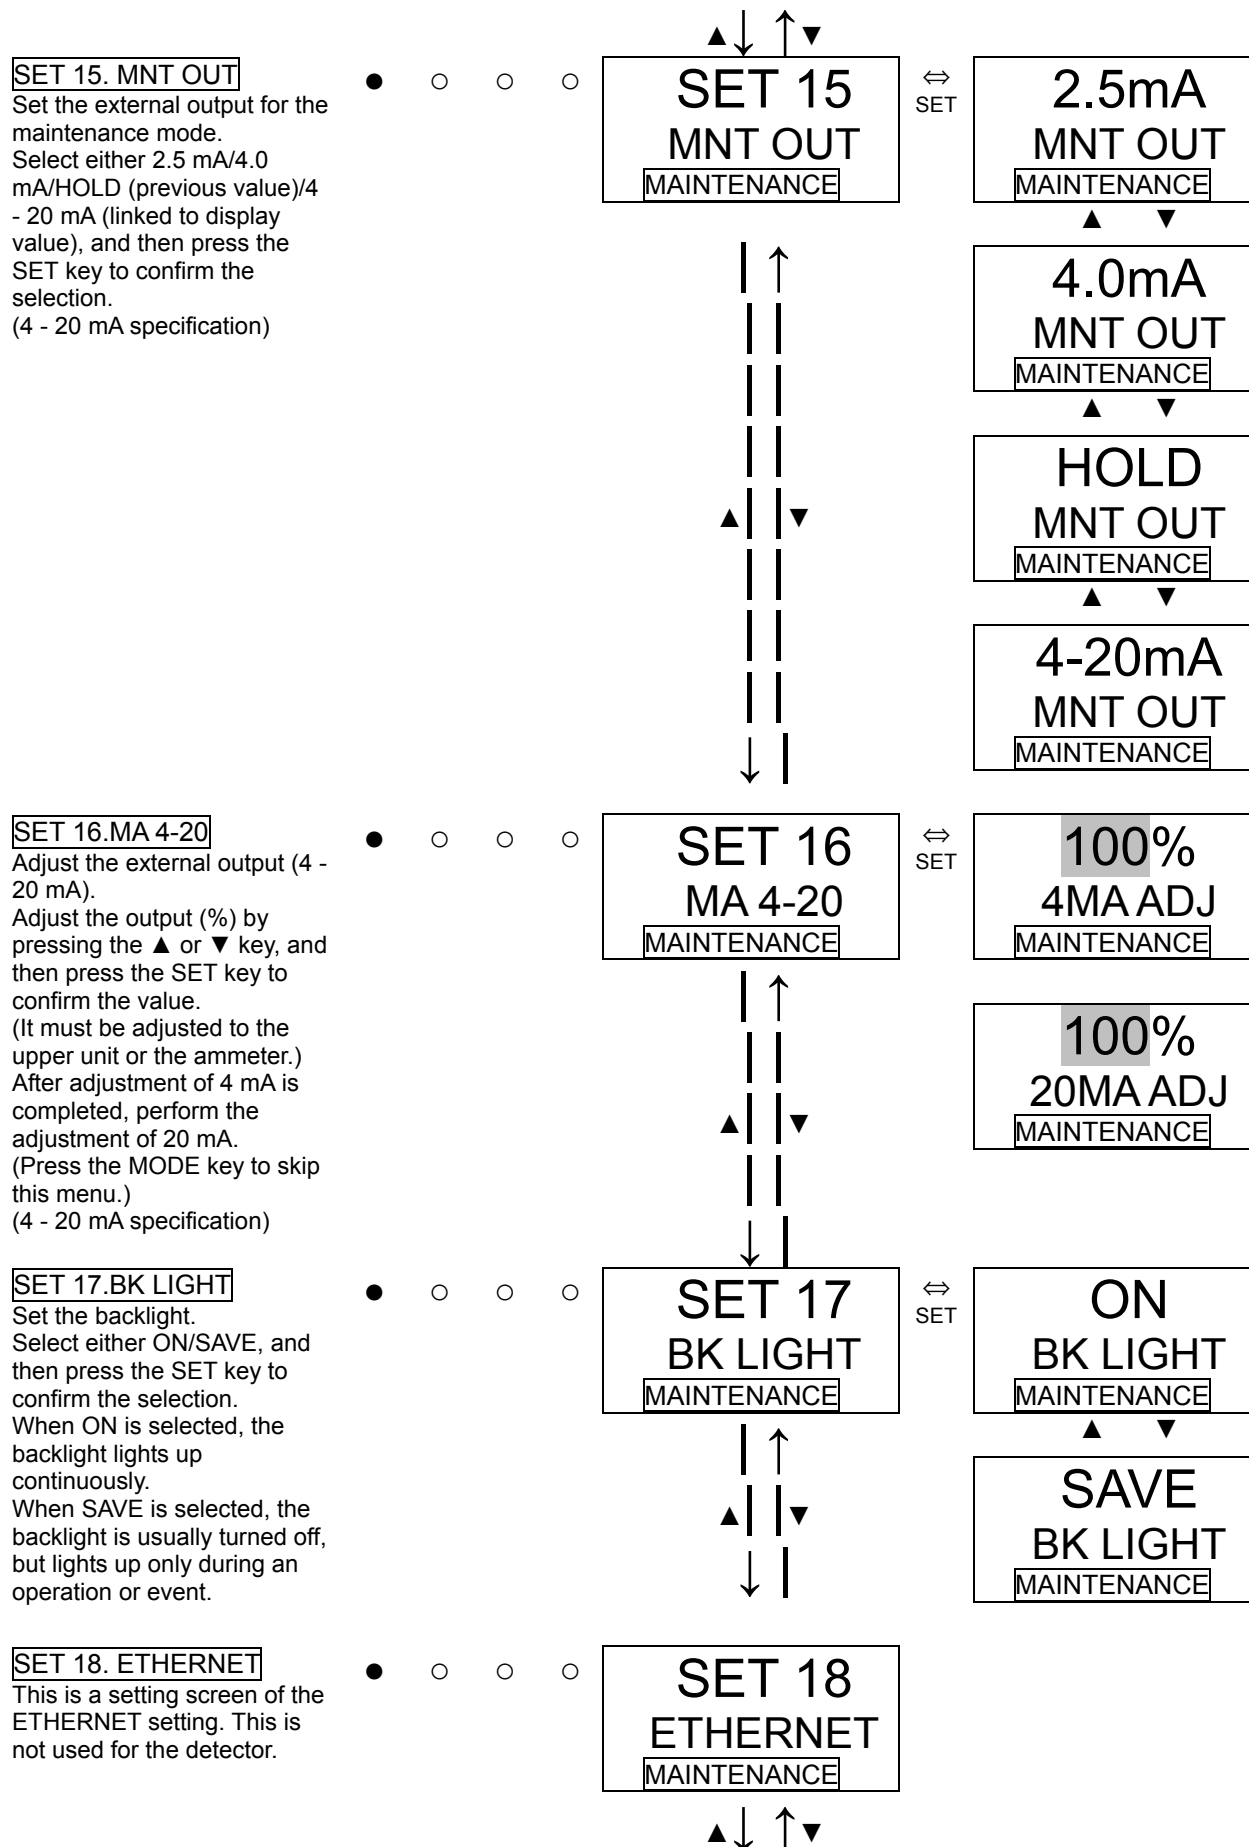 ▲↓ ↑▼
SET 15. MNT OUT
Set the external output for the
maintenance mode.
Select either 2.5 mA/4.0
mA/HOLD (previous value)/4
- 20 mA (linked to display
value), and then press the
SET key to confirm the
selection.
(4 - 20 mA specification)
● ○ ○ ○
SET 15
MNT OUT
MAINTENANCE
⇔
SET
2.5mA
MNT OUT
MAINTENANCE
▲ ▼
4.0mA
MNT OUT
MAINTENANCE
▲ ▼
HOLD
MNT OUT
MAINTENANCE
▲ ▼
4-20mA
MNT OUT
MAINTENANCE
▲ ▼
SET 16.MA 4-20
Adjust the external output (4 -
20 mA).
Adjust the output (%) by
pressing the ▲ or ▼ key, and
then press the SET key to
confirm the value.
(It must be adjusted to the
upper unit or the ammeter.)
After adjustment of 4 mA is
completed, perform the
adjustment of 20 mA.
(Press the MODE key to skip
this menu.)
(4 - 20 mA specification)
● ○ ○ ○
SET 16
MA 4-20
MAINTENANCE
⇔
SET
100%
4MA ADJ
MAINTENANCE
100%
20MA ADJ
MAINTENANCE
▲ ▼
SET 17.BK LIGHT
Set the backlight.
Select either ON/SAVE, and
then press the SET key to
confirm the selection.
When ON is selected, the
backlight lights up
continuously.
When SAVE is selected, the
backlight is usually turned off,
but lights up only during an
operation or event.
● ○ ○ ○
SET 17
BK LIGHT
MAINTENANCE
⇔
SET
ON
BK LIGHT
MAINTENANCE
▲ ▼
SAVE
BK LIGHT
MAINTENANCE
▲ ▼
SET 18. ETHERNET
This is a setting screen of the
ETHERNET setting. This is
not used for the detector.
● ○ ○ ○
SET 18
ETHERNET
MAINTENANCE
▲↓ ↑▼